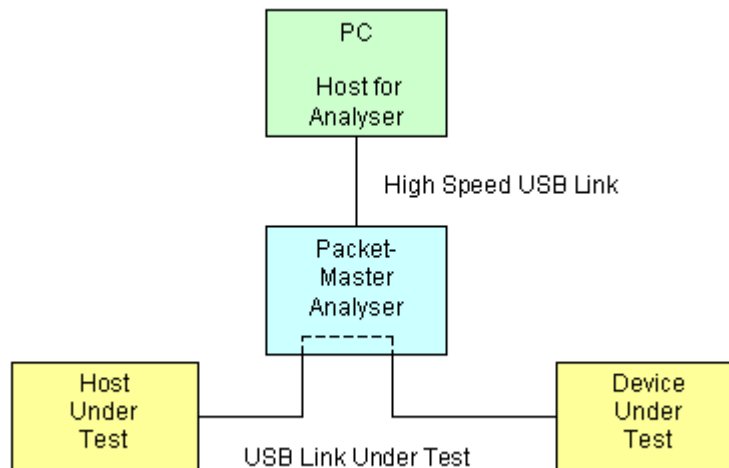 PC
Host for
Analyser
High Speed USB Link
Packet-
Master
Analyser
Host
Under
Test
Device
Under
Test
USB Link Under Test